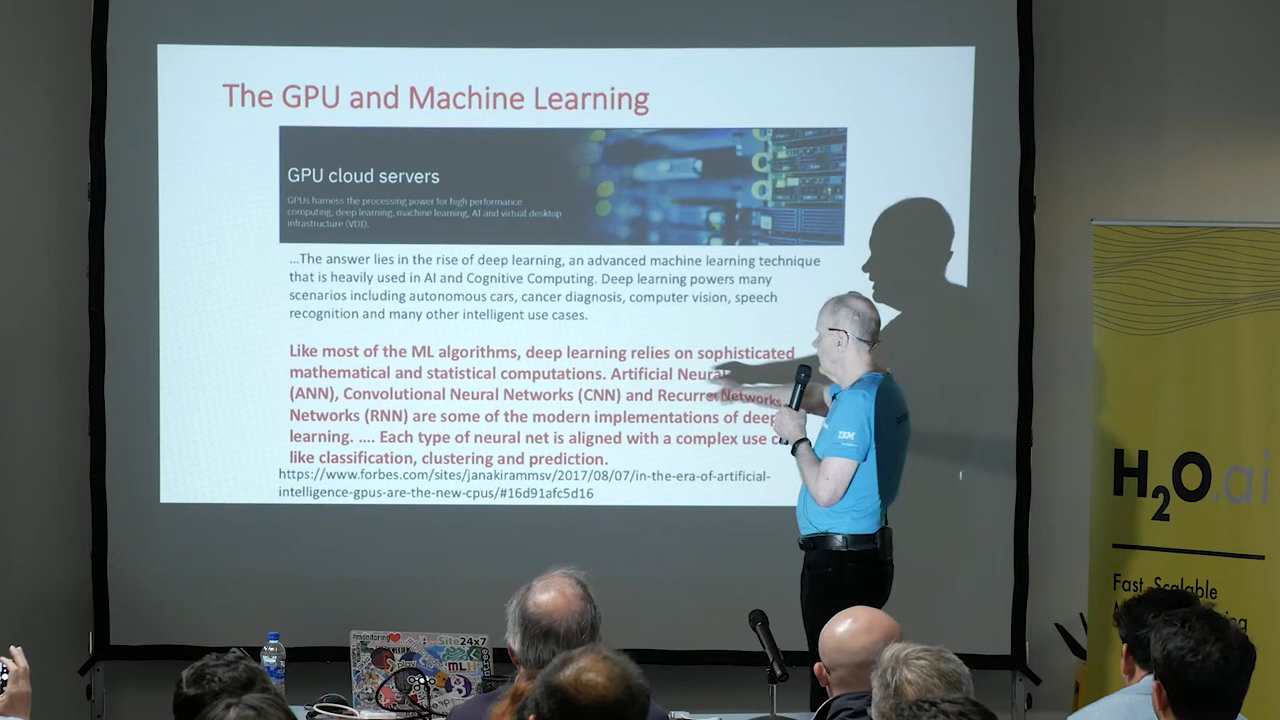 The GPU and Machine Learning
GPU cloud servers
GPUs harness the processing power for high performance
computing, deep learning, machine learning, AI and virtual desktop
infrastructure (VDI).
...The answer lies in the rise of deep learning, an advanced machine learning technique
that is heavily used in AI and Cognitive Computing. Deep learning powers many
scenarios including autonomous cars, cancer diagnosis, computer vision, speech
recognition and many other intelligent use cases.
Like most of the ML algorithms, deep learning relies on sophisticated
mathematical and statistical computations. Artificial Neural
(ANN), Convolutional Neural Networks (CNN) and Networks
Networks (RNN) are some of the modern implementations of deep
learning. .... Each type of neural net is aligned with a complex use
like classification, clustering and prediction.
https://www.forbes.com/sites/janakirammsv/2017/08/07/in-the-era-of-artificial-
intelligence-gpus-are-the-new-cpus/#16d91afc5d16
IBM
H2O.ai
Fast Scalable
#monitoring
Site24x7
MLH